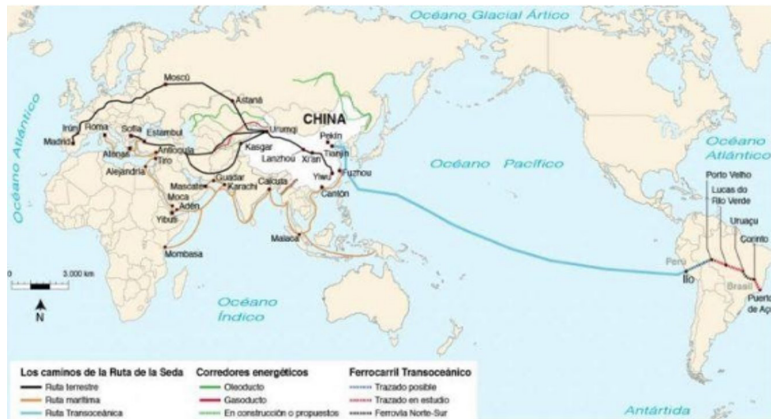 Océano Glacial Ártico
Moscú
Astaná
CHINA
Océano Atlántico
Irún
Roma
Sofía
Estambul
Urumqi
Pekín
Madrid
Atenas
Antioquía
Tiro
Kasgar
Lanzhou
Xi'an
Tianjin
Océano Pacífico
Océano Atlántico
Alejandría
Guadar
Yiwu
Fuzhou
Porto Velho
Mascate
Karachi
Calcuta
Cantón
Lucas do Rio Verde
Moca
Adén
Uruaçu
Yibuti
Corinto
Malaca
Mombasa
Perú
Ilo
Brasil
Puerto de Açu
0 3.000 km
N
Océano Índico
Los caminos de la Ruta de la Seda
Ruta terrestre
Ruta marítima
Ruta Transoceánica
Corredores energéticos
Oleoducto
Gasoducto
En construcción o propuestos
Ferrocarril Transoceánico
Trazado posible
Trazado en estudio
Ferrovia Norte-Sur
Antártida